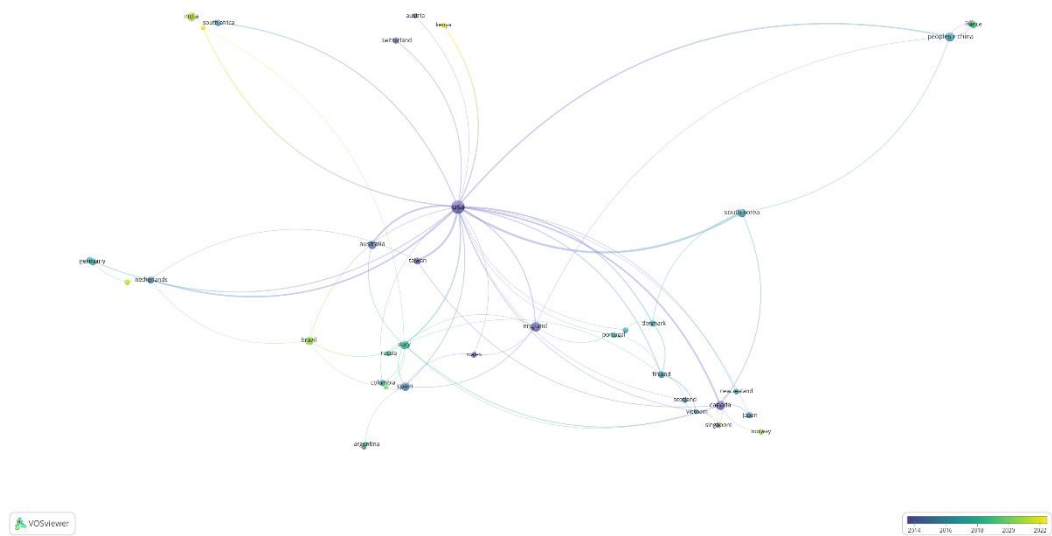 austria
south africa
kenya
france
peoples r china
switzerland
usa
south korea
australia
taiwan
germany
netherlands
england
denmark
portugal
brazil
italy
russia
wales
finland
colombia
spain
new zealand
scotland
canada
vietnam
japan
singapore
norway
argentina
VOSviewer
2014 2016 2018 2020 2022